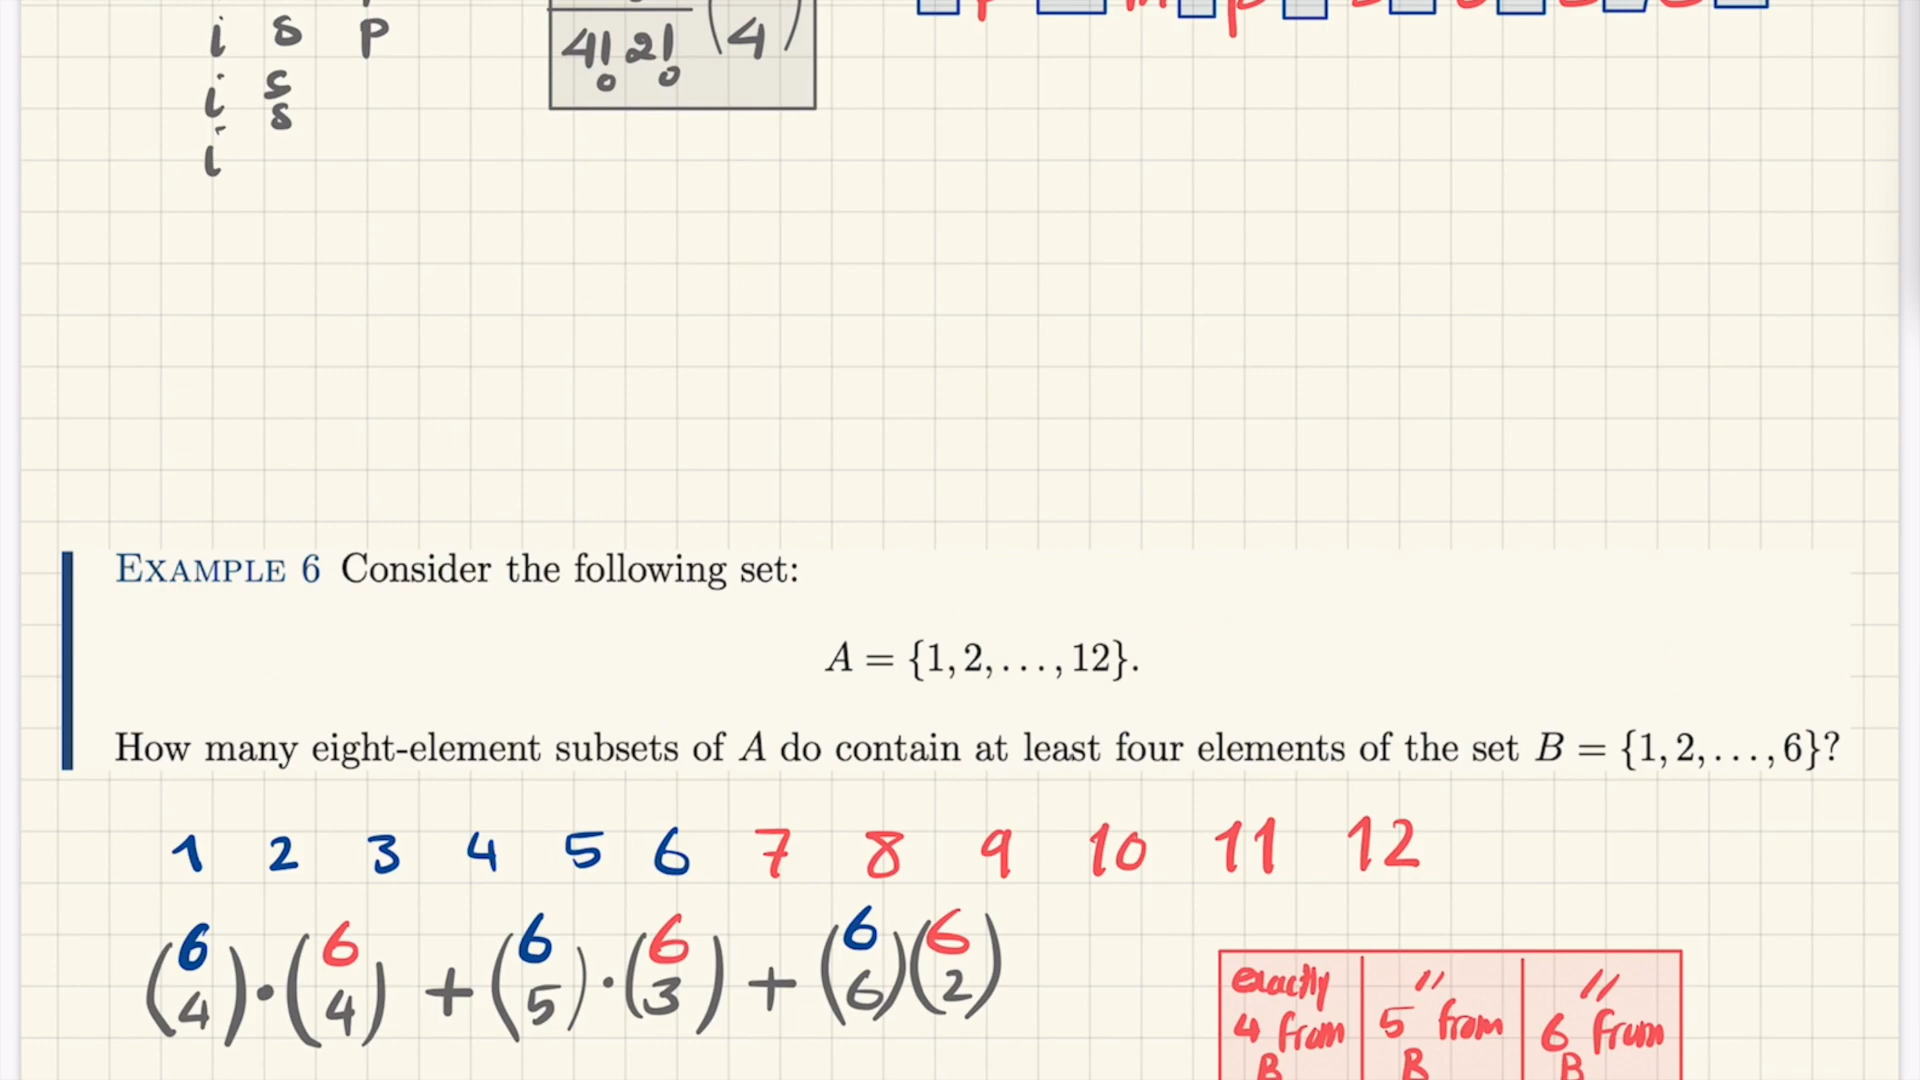 i s p
4! 2! (4)
i s
s
i
EXAMPLE 6 Consider the following set:
A = {1, 2, . . . , 12}.
How many eight-element subsets of A do contain at least four elements of the set B = {1, 2, . . . , 6}?
1 2 3 4 5 6 7 8 9 10 11 12
(6 4) · (6 4) + (6 5) · (6 3) + (6 6)(6 2)
exactly 4 from B
" 5 from B
" 6 from B